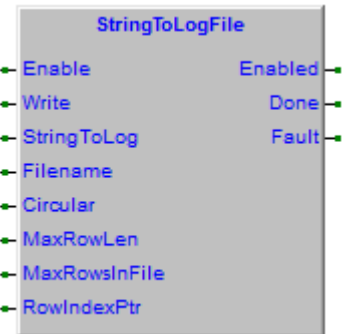 StringToLogFile
Enable Enabled
Write Done
StringToLog Fault
Filename
Circular
MaxRowLen
MaxRowsInFile
RowIndexPtr